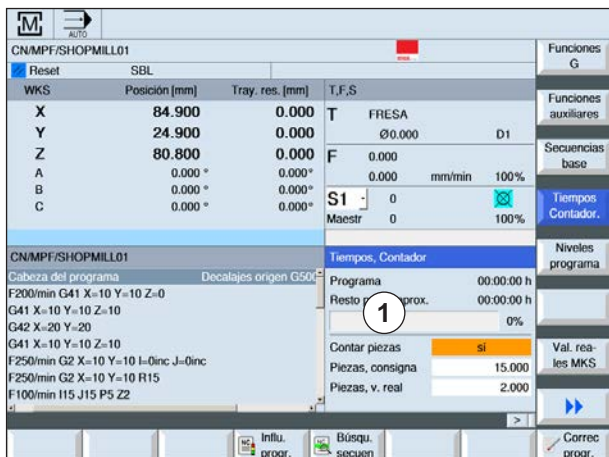 M
AUTO
CN/MPF/SHOPMILL01
Reset SBL
WKS Posición [mm] Tray. res. [mm]
X 84.900 0.000
Y 24.900 0.000
Z 80.800 0.000
A 0.000 ° 0.000°
B 0.000 ° 0.000°
C 0.000 ° 0.000°
T,F,S
T FRESA
Ø0.000 D1
F 0.000
0.000 mm/min 100%
S1 0
Maestr 0 100%
CN/MPF/SHOPMILL01
Cabeza del programa Decalajes origen G500
F200/min G41 X=10 Y=10 Z=0
G41 X=10 Y=10 Z=10
G42 X=20 Y=20
G41 X=10 Y=10 Z=10
F250/min G2 X=10 Y=10 I=0inc J=0inc
F250/min G2 X=10 Y=10 R15
F100/min I15 J15 P5 Z2
Tiempos, Contador
Programa 00:00:00 h
Resto prox. 00:00:00 h
1
0%
Contar piezas sí
Piezas, consigna 15.000
Piezas, v. real 2.000
>
Funciones
G
Funciones
auxiliares
Secuencias
base
Tiempos
Contador.
Niveles
programa
Val. rea-
les MKS
Influ.
progr.
Búsqu.
secuen
Correc
progr.